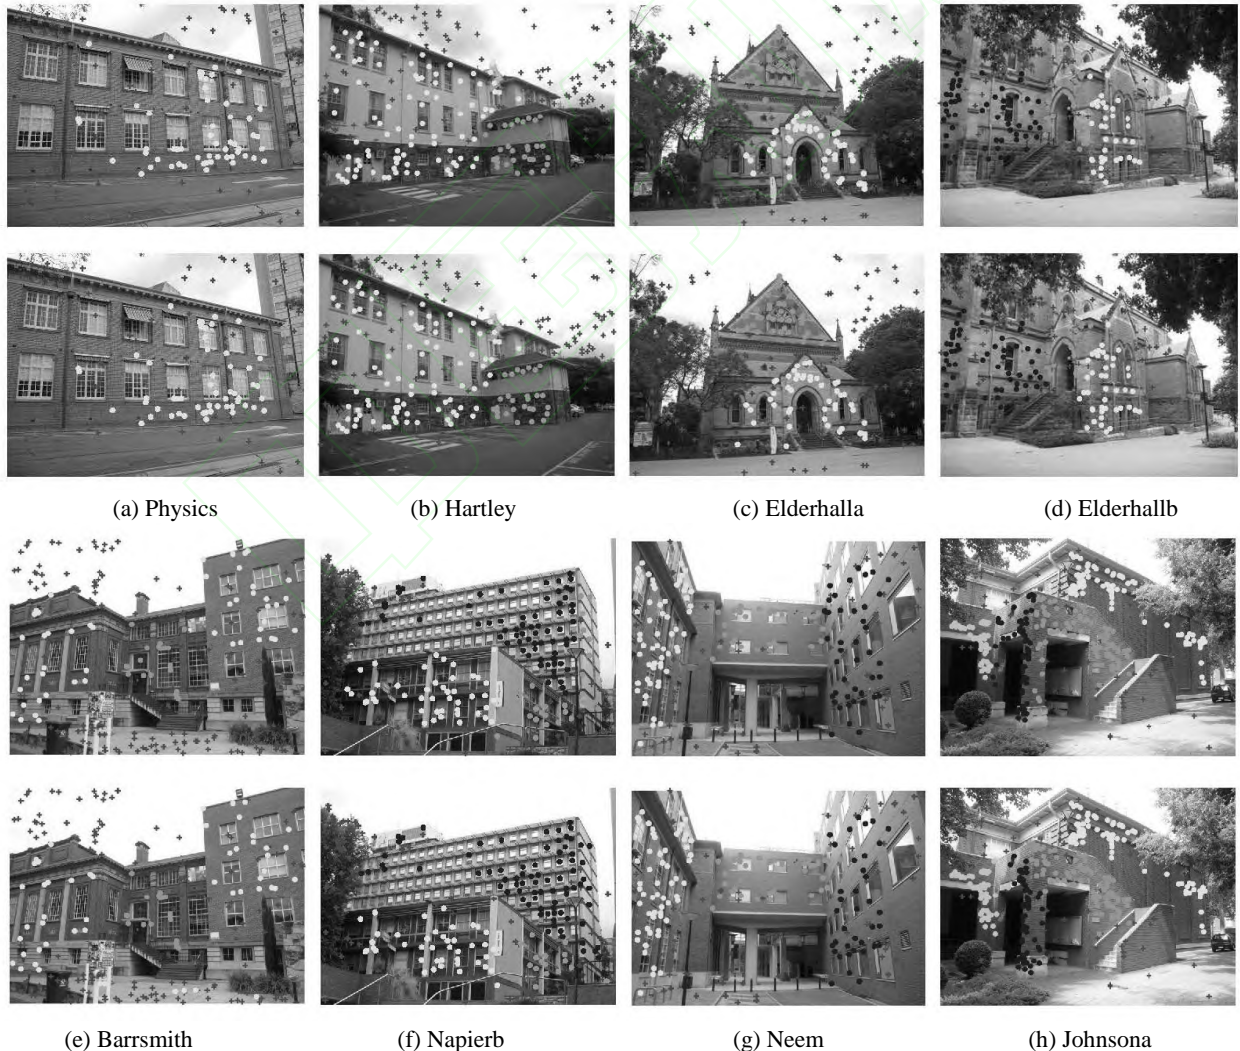 (a) Physics (b) Hartley (c) Elderhalla (d) Elderhallb
(e) Barrsmith (f) Napierb (g) Neem (h) Johnsona